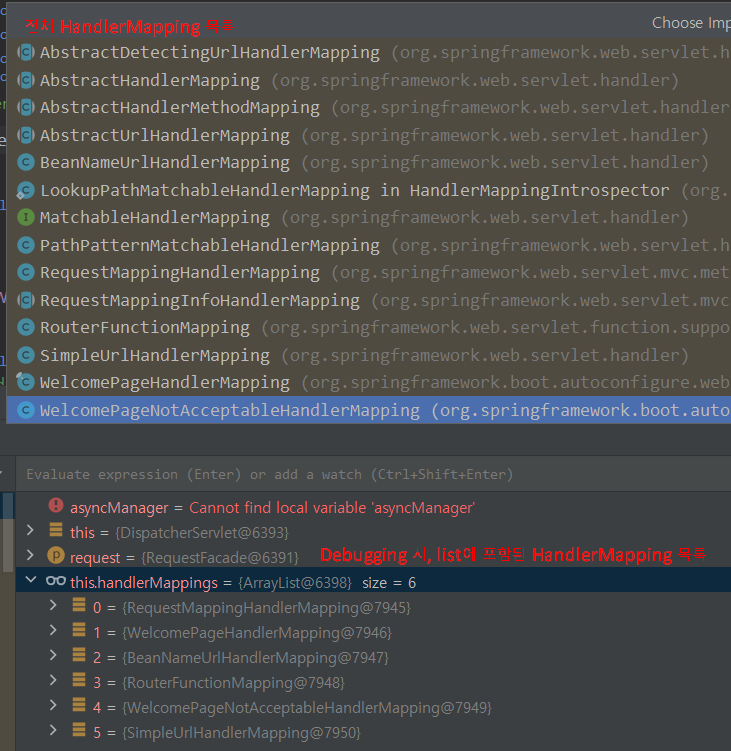 전체 HandlerMapping 목록
Choose Imp
AbstractDetectingUrlHandlerMapping (org.springframework.web.servlet.h
AbstractHandlerMapping (org.springframework.web.servlet.handler)
AbstractHandlerMethodMapping (org.springframework.web.servlet.handler
AbstractUrlHandlerMapping (org.springframework.web.servlet.handler)
BeanNameUrlHandlerMapping (org.springframework.web.servlet.handler)
LookupPathMatchableHandlerMapping in HandlerMappingIntrospector (org.
MatchableHandlerMapping (org.springframework.web.servlet.handler)
PathPatternMatchableHandlerMapping (org.springframework.web.servlet.h
RequestMappingHandlerMapping (org.springframework.web.servlet.mvc.met
RequestMappingInfoHandlerMapping (org.springframework.web.servlet.mvc
RouterFunctionMapping (org.springframework.web.servlet.function.suppo
SimpleUrlHandlerMapping (org.springframework.web.servlet.handler)
WelcomePageHandlerMapping (org.springframework.boot.autoconfigure.web
WelcomePageNotAcceptableHandlerMapping (org.springframework.boot.auto
Evaluate expression (Enter) or add a watch (Ctrl+Shift+Enter)
asyncManager = Cannot find local variable 'asyncManager'
this = {DispatcherServlet@6393}
request = {RequestFacade@6391} Debugging 시, list에 포함된 HandlerMapping 목록
this.handlerMappings = {ArrayList@6398} size = 6
0 = {RequestMappingHandlerMapping@7945}
1 = {WelcomePageHandlerMapping@7946}
2 = {BeanNameUrlHandlerMapping@7947}
3 = {RouterFunctionMapping@7948}
4 = {WelcomePageNotAcceptableHandlerMapping@7949}
5 = {SimpleUrlHandlerMapping@7950}